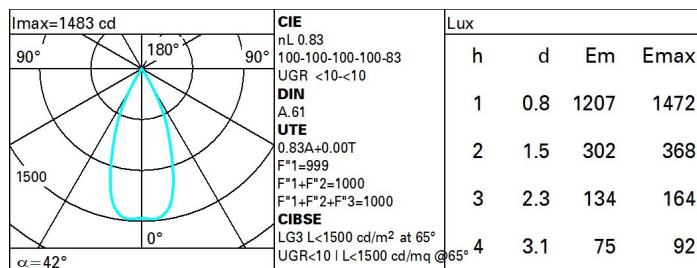 Imax=1483 cd
90°
180°
90°
1500
0°
α=42°
CIE
nL 0.83
100-100-100-100-83
UGR <10-<10
DIN
A.61
UTE
0.83A+0.00T
F"1=999
F"1+F"2=1000
F"1+F"2+F"3=1000
CIBSE
LG3 L<1500 cd/m² at 65°
UGR<10 | L<1500 cd/mq @65°
Lux
h d Em Emax
1 0.8 1207 1472
2 1.5 302 368
3 2.3 134 164
4 3.1 75 92